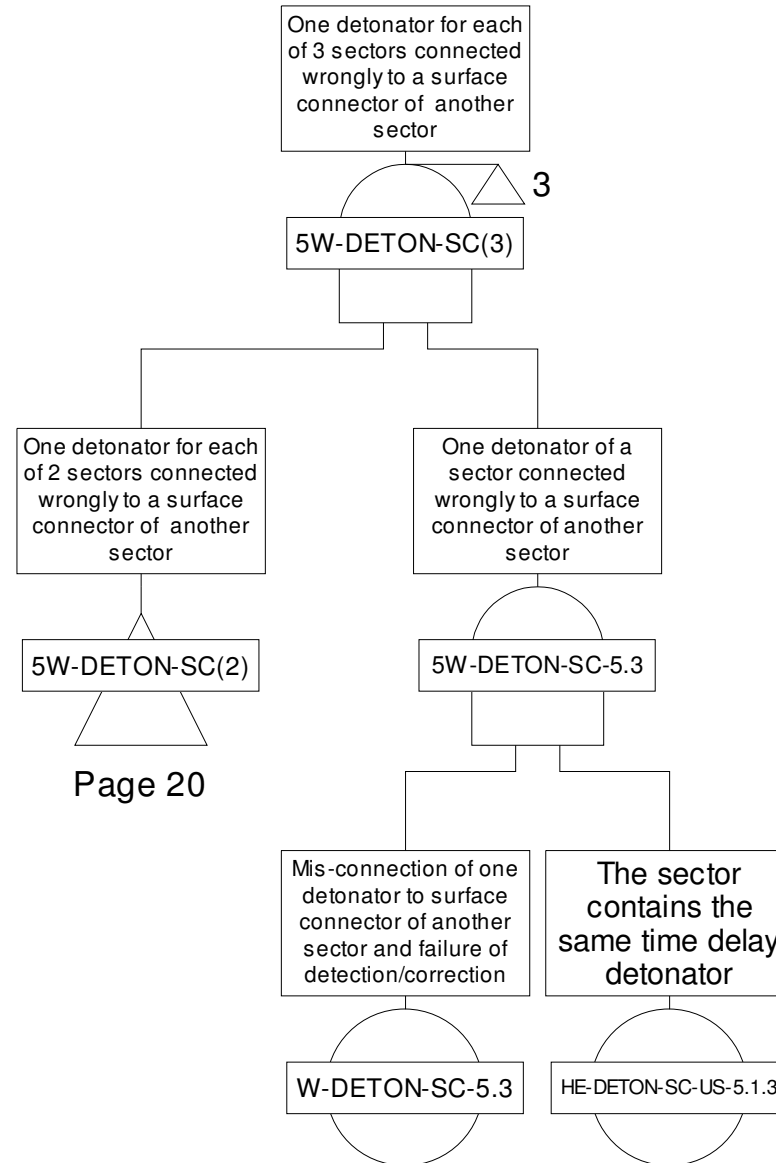 One detonator for each
of 3 sectors connected
wrongly to a surface
connector of another
sector
3
5W-DETON-SC(3)
One detonator for each
of 2 sectors connected
wrongly to a surface
connector of another
sector
5W-DETON-SC(2)
Page 20
One detonator of a
sector connected
wrongly to a surface
connector of another
sector
5W-DETON-SC-5.3
Mis-connection of one
detonator to surface
connector of another
sector and failure of
detection/correction
W-DETON-SC-5.3
The sector
contains the
same time delay
detonator
HE-DETON-SC-US-5.1.3